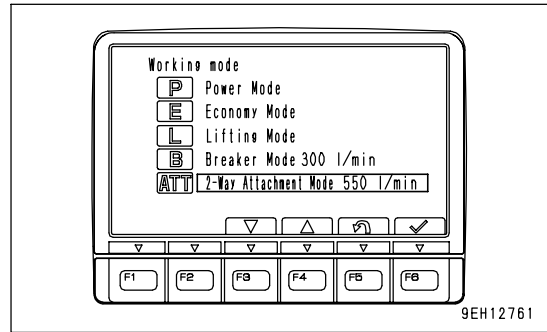 Working mode
P Power Mode
E Economy Mode
L Lifting Mode
B Breaker Mode 300 l/min
ATT 2-Way Attachment Mode 550 l/min
F1 F2 F3 F4 F5 F6
9EH12761